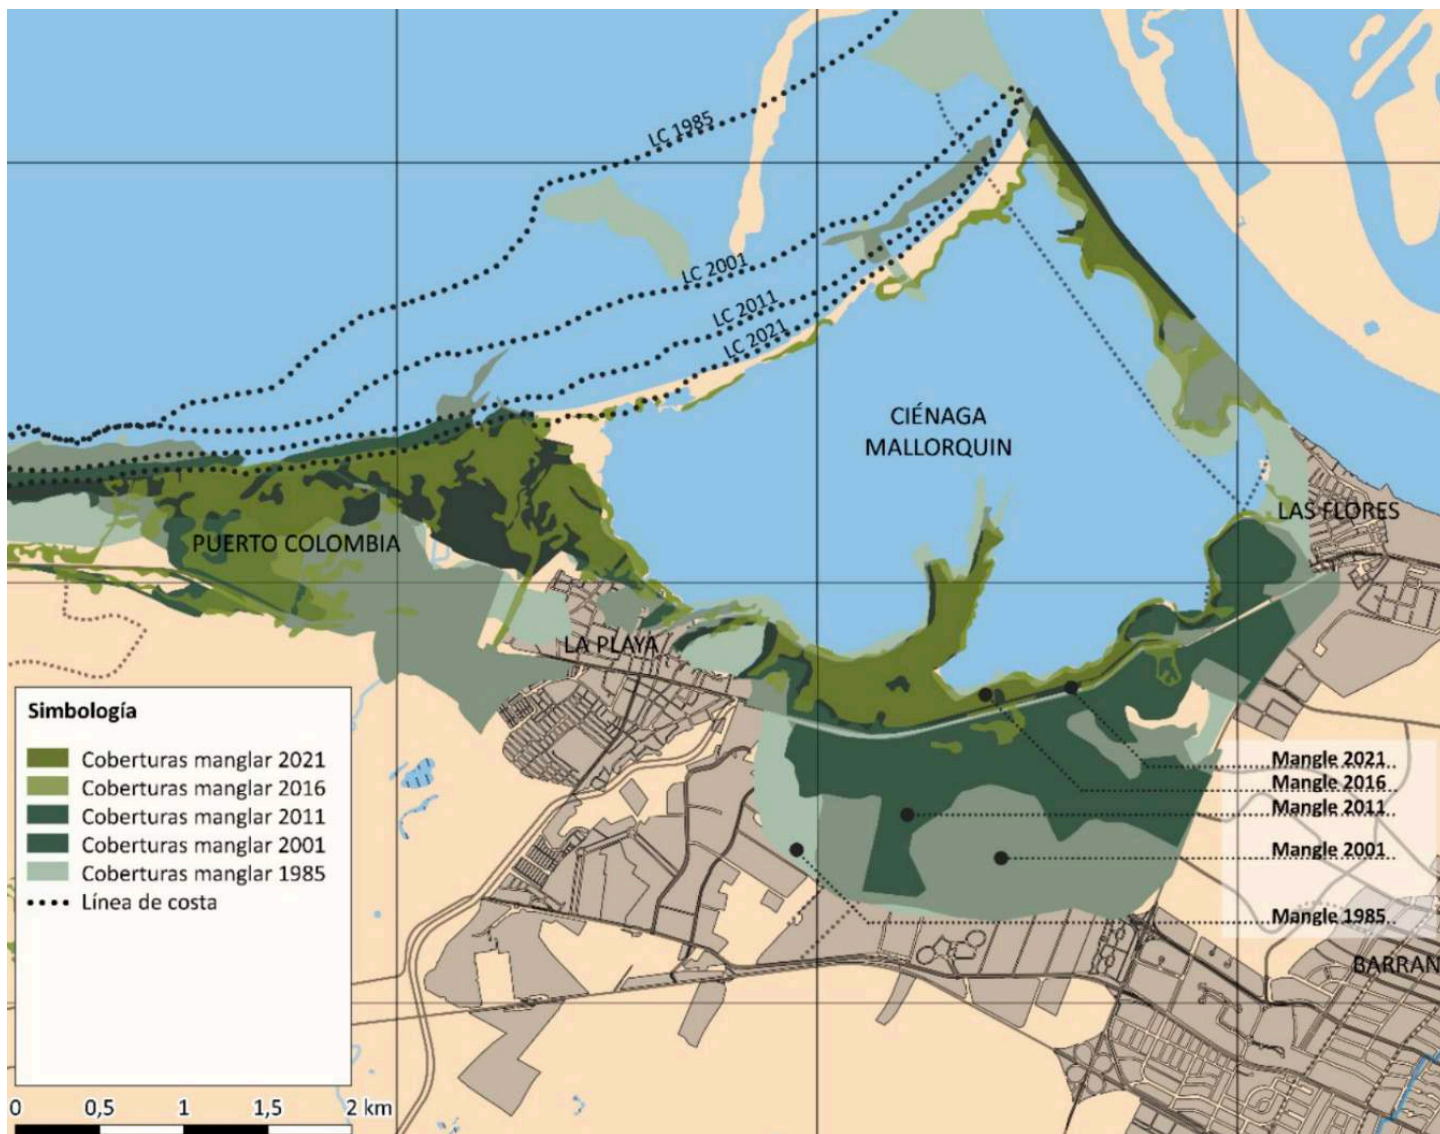 LC 1985
LC 2001
LC 2011
LC 2021
CIÉNAGA
MALLORQUIN
LAS FLORES
PUERTO COLOMBIA
LA PLAYA
Simbología
Coberturas manglar 2021
Coberturas manglar 2016
Coberturas manglar 2011
Coberturas manglar 2001
Coberturas manglar 1985
Línea de costa
Mangle 2021
Mangle 2016
Mangle 2011
Mangle 2001
Mangle 1985
BARRAN
0 0,5 1 1,5 2 km